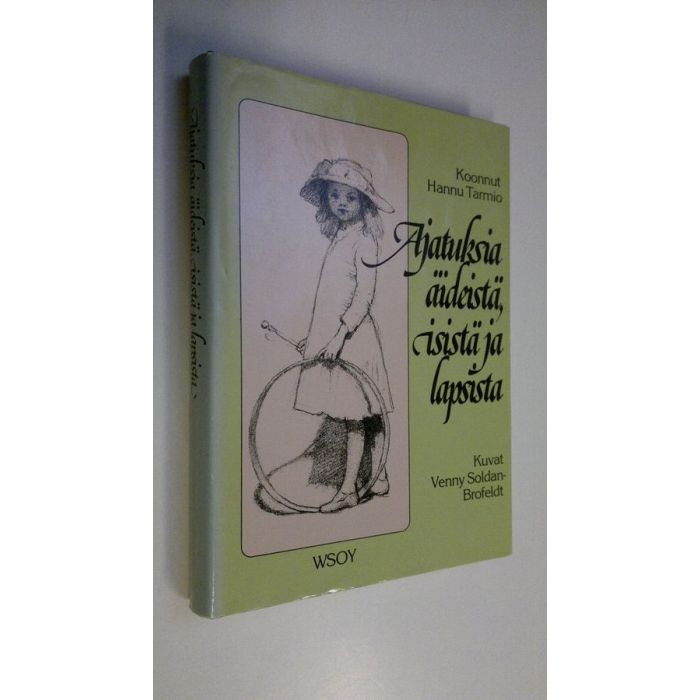 Ajatuksia äideistä, isistä ja lapsista
Koonnut
Hannu Tarmio
Ajatuksia
äideistä,
isistä ja
lapsista
Kuvat
Venny Soldan-
Brofeldt
WSOY